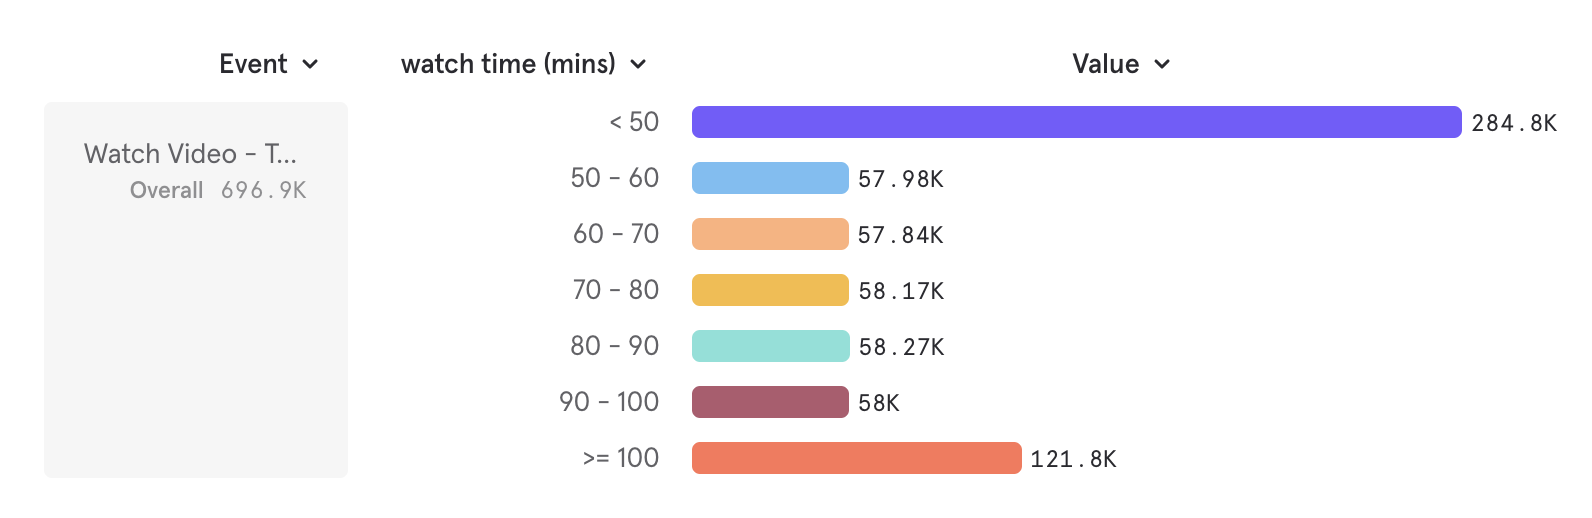 Event watch time (mins) Value
Watch Video - T...
Overall 696.9K
< 50 284.8K
50 - 60 57.98K
60 - 70 57.84K
70 - 80 58.17K
80 - 90 58.27K
90 - 100 58K
>= 100 121.8K